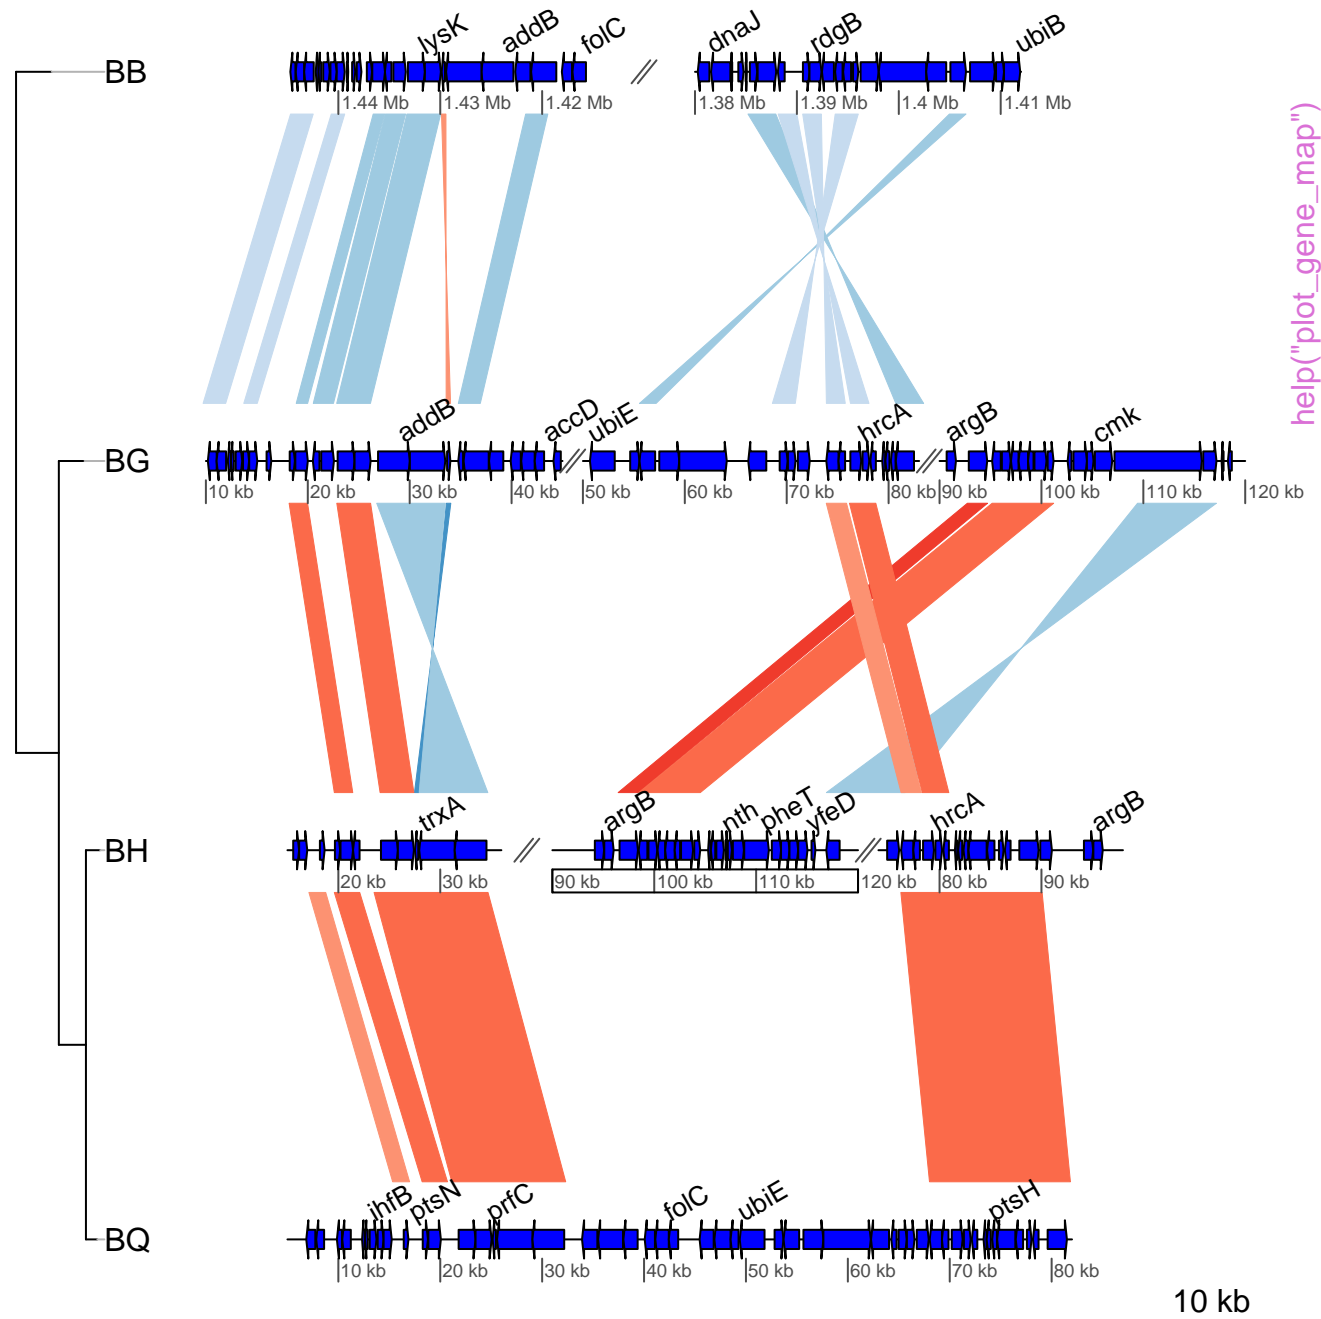 lysK addB folC dnaJ rdgB ubiB
BB
1.44 Mb 1.43 Mb 1.42 Mb 1.38 Mb 1.39 Mb 1.4 Mb 1.41 Mb
help("plot_gene_map")
addB accD ubiE hrcA argB cmk
BG
10 kb 20 kb 30 kb 40 kb 50 kb 60 kb 70 kb 80 kb 90 kb 100 kb 110 kb 120 kb
trxA argB nth pheT yfeD hrcA argB
BH
20 kb 30 kb 90 kb 100 kb 110 kb 120 kb 80 kb 90 kb
ihfB ptsN prfC folC ubiE ptsH
BQ
10 kb 20 kb 30 kb 40 kb 50 kb 60 kb 70 kb 80 kb
10 kb